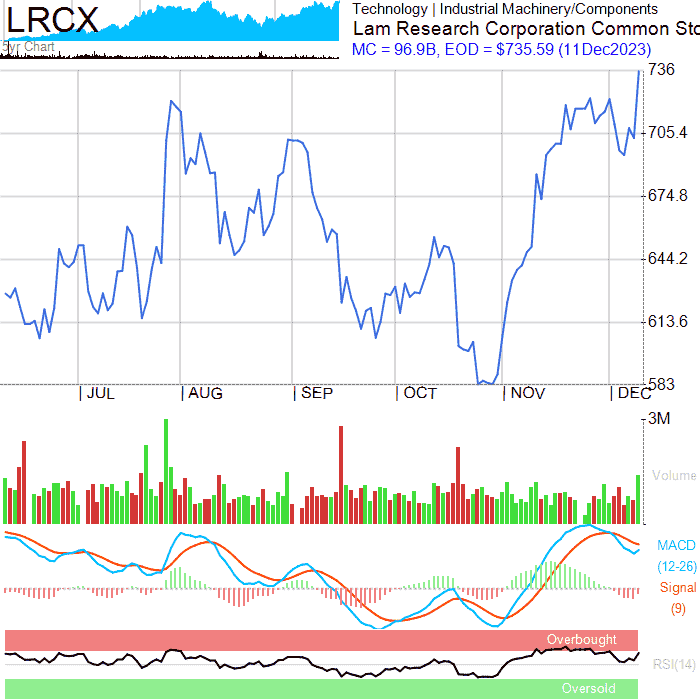 LRCX
5yr Chart
Technology | Industrial Machinery/Components
Lam Research Corporation Common Sto
MC = 96.9B, EOD = $735.59 (11Dec2023)
736
705.4
674.8
644.2
613.6
583
| JUL | AUG | SEP | OCT | NOV | DEC
3M
Volume
MACD
(12-26)
Signal
(9)
Overbought
RSI(14)
Oversold